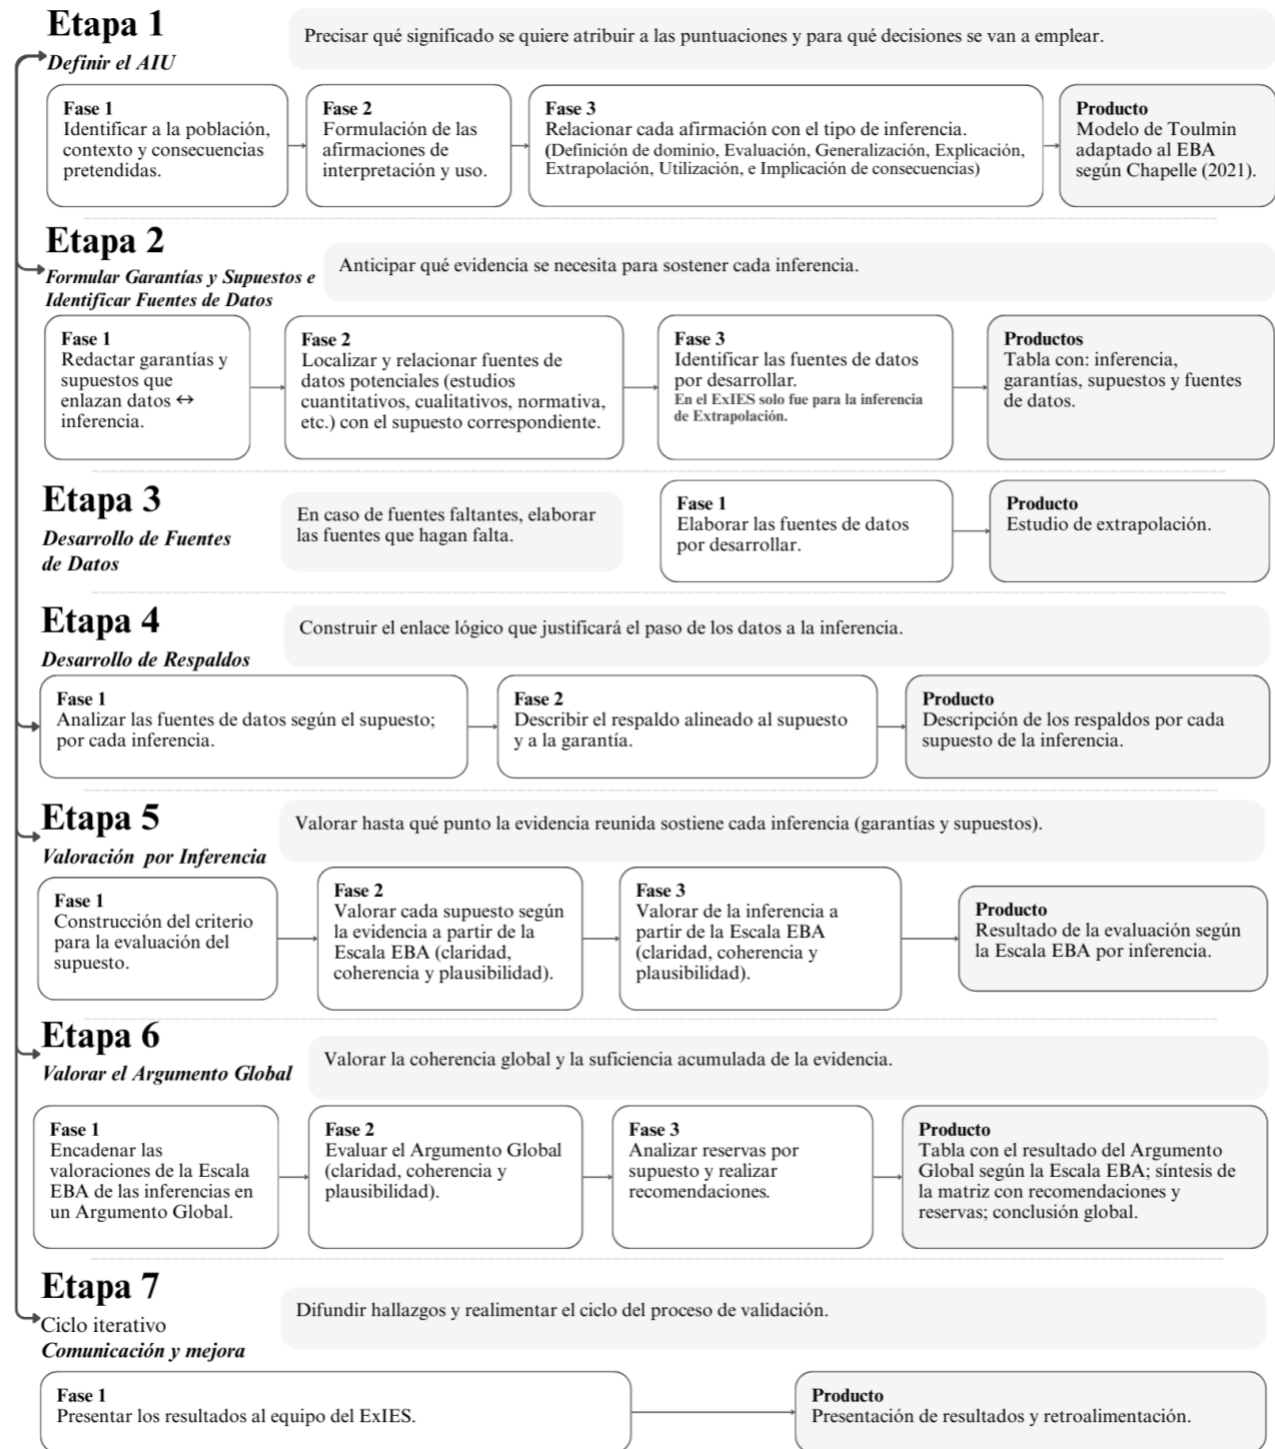 Etapa 1
Definir el AIU
Precisar qué significado se quiere atribuir a las puntuaciones y para qué decisiones se van a emplear.
Fase 1
Identificar a la población,
contexto y consecuencias
pretendidas.
Fase 2
Formulación de las
afirmaciones de
interpretación y uso.
Fase 3
Relacionar cada afirmación con el tipo de inferencia.
(Definición de dominio, Evaluación, Generalización, Explicación,
Extrapolación, Utilización, e Implicación de consecuencias)
Producto
Modelo de Toulmin
adaptado al EBA
según Chapelle (2021).
Etapa 2
Formular Garantías y Supuestos e
Identificar Fuentes de Datos
Anticipar qué evidencia se necesita para sostener cada inferencia.
Fase 1
Redactar garantías y
supuestos que
enlazan datos ↔
inferencia.
Fase 2
Localizar y relacionar fuentes de
datos potenciales (estudios
cuantitativos, cualitativos, normativa,
etc.) con el supuesto correspondiente.
Fase 3
Identificar las fuentes de datos
por desarrollar.
En el ExIES solo fue para la inferencia
de Extrapolación.
Productos
Tabla con: inferencia,
garantías, supuestos y fuentes
de datos.
Etapa 3
Desarrollo de Fuentes
de Datos
En caso de fuentes faltantes, elaborar
las fuentes que hagan falta.
Fase 1
Elaborar las fuentes de datos
por desarrollar.
Producto
Estudio de extrapolación.
Etapa 4
Desarrollo de Respaldos
Construir el enlace lógico que justificará el paso de los datos a la inferencia.
Fase 1
Analizar las fuentes de datos según el supuesto;
por cada inferencia.
Fase 2
Describir el respaldo alineado al supuesto
y a la garantía.
Producto
Descripción de los respaldos por cada
supuesto de la inferencia.
Etapa 5
Valoración por Inferencia
Valorar hasta qué punto la evidencia reunida sostiene cada inferencia (garantías y supuestos).
Fase 1
Construcción del criterio
para la evaluación del
supuesto.
Fase 2
Valorar cada supuesto según
la evidencia a partir de la
Escala EBA (claridad,
coherencia y plausibilidad).
Fase 3
Valorar de la inferencia a
partir de la Escala EBA
(claridad, coherencia y
plausibilidad).
Producto
Resultado de la evaluación según
la Escala EBA por inferencia.
Etapa 6
Valorar el Argumento Global
Valorar la coherencia global y la suficiencia acumulada de la evidencia.
Fase 1
Encadenar las
valoraciones de la Escala
EBA de las inferencias en
un Argumento Global.
Fase 2
Evaluar el Argumento Global
(claridad, coherencia y
plausibilidad).
Fase 3
Analizar reservas por
supuesto y realizar
recomendaciones.
Producto
Tabla con el resultado del Argumento
Global según la Escala EBA; síntesis de
la matriz con recomendaciones y
reservas; conclusión global.
Etapa 7
Ciclo iterativo
Comunicación y mejora
Difundir hallazgos y realimentar el ciclo del proceso de validación.
Fase 1
Presentar los resultados al equipo del ExIES.
Producto
Presentación de resultados y retroalimentación.